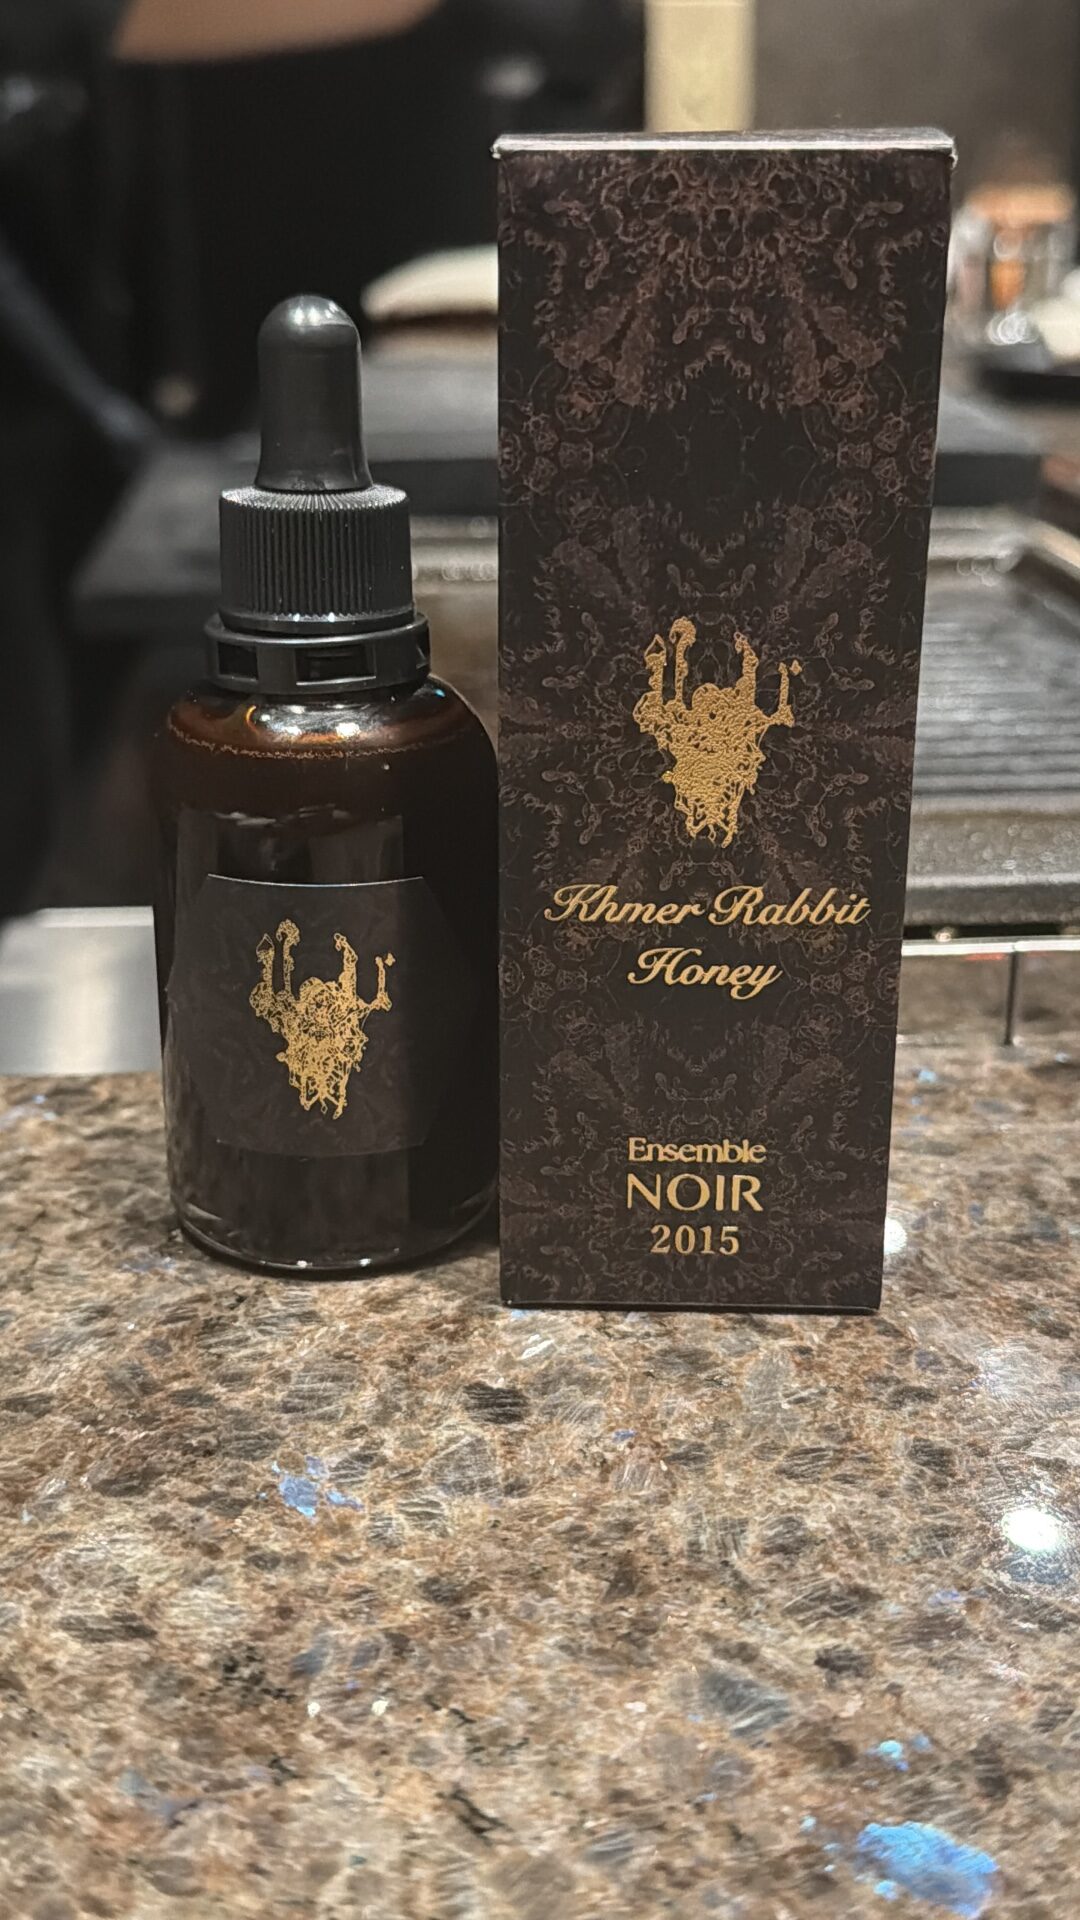 Khmer Rabbit
Honey
Ensemble
NOIR
2015